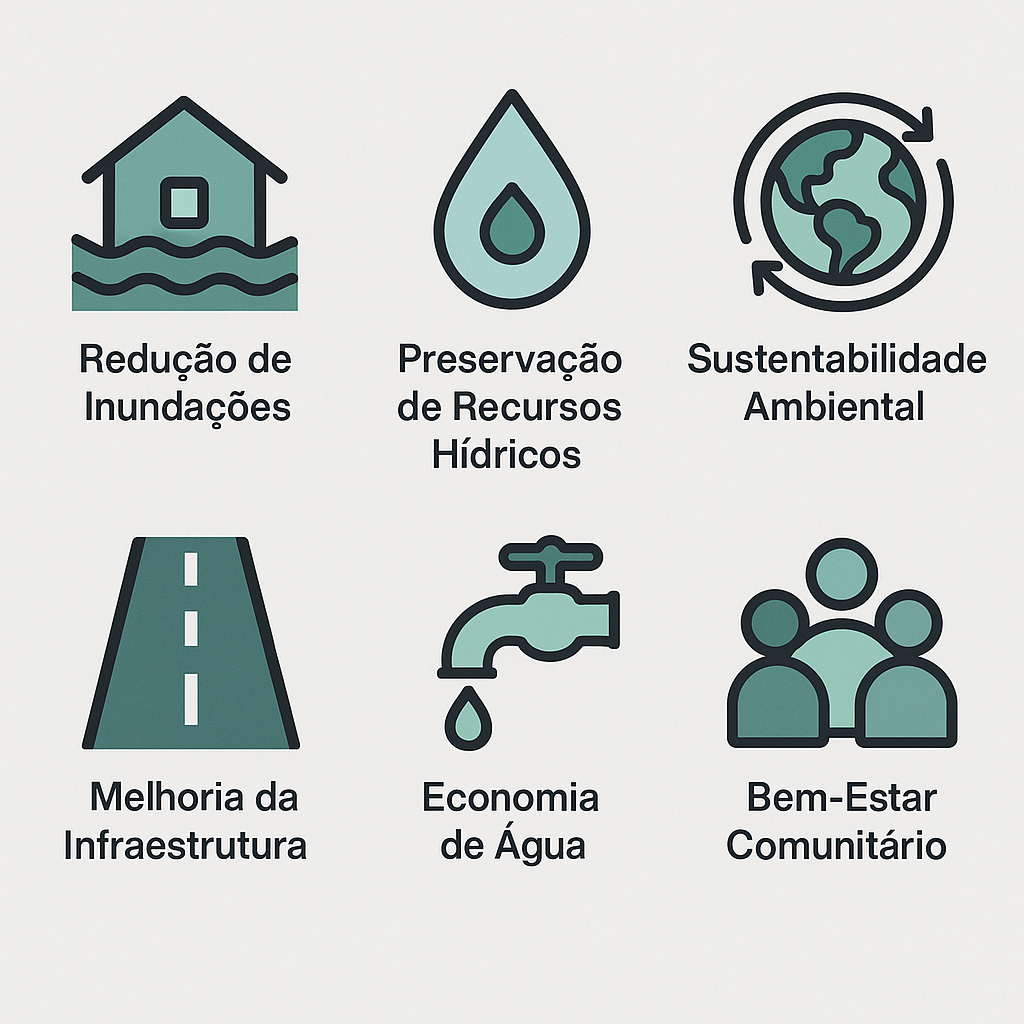 Redução de
Inundações
Preservação
de Recursos
Hídricos
Sustentabilidade
Ambiental
Melhoria da
Infraestrutura
Economia
de Água
Bem-Estar
Comunitário